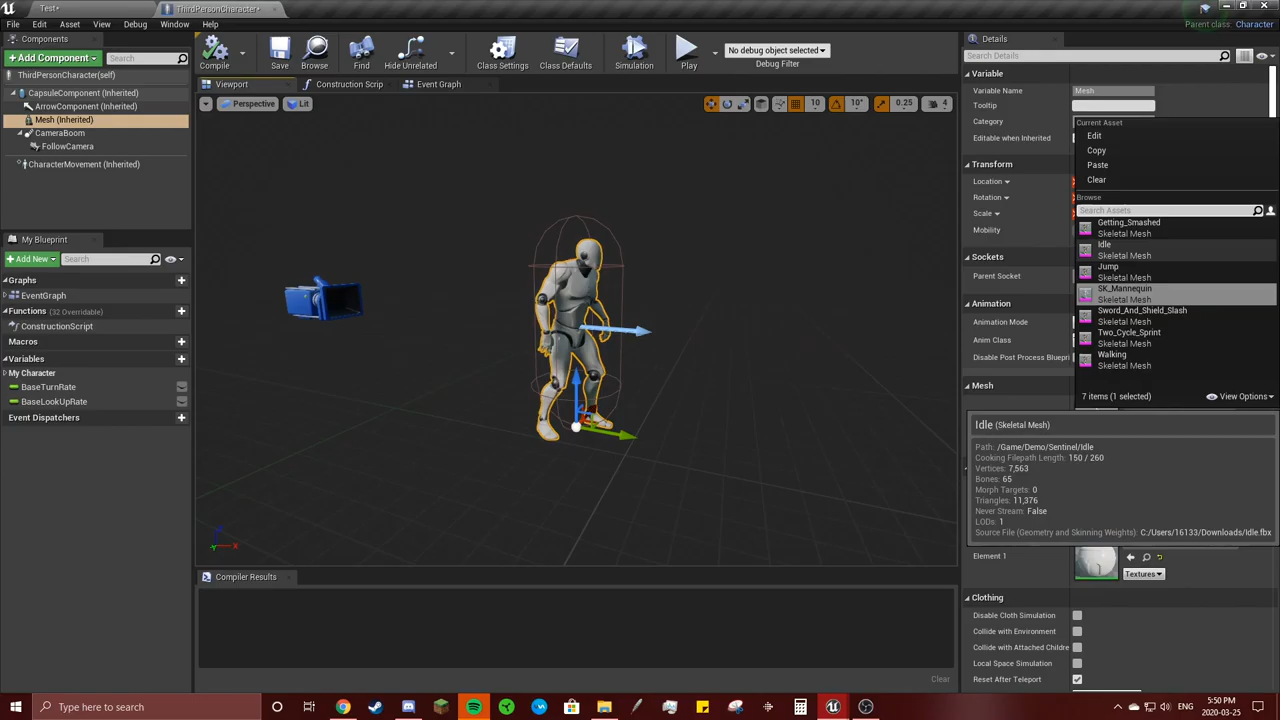 Test*
ThirdPersonCharacter*
File Edit Asset View Debug Window Help
Parent class: Character
Components
+ Add Component
Search
ThirdPersonCharacter(self)
CapsuleComponent (Inherited)
ArrowComponent (Inherited)
Mesh (Inherited)
CameraBoom
FollowCamera
CharacterMovement (Inherited)
My Blueprint
Add New
Search
Graphs
EventGraph
Functions (32 Overridable)
ConstructionScript
Macros
Variables
My Character
BaseTurnRate
BaseLookUpRate
Event Dispatchers
Compile
Save
Browse
Find
Hide Unrelated
Class Settings
Class Defaults
Simulation
Play
No debug object selected
Debug Filter
Viewport
Construction Scrip
Event Graph
Perspective
Lit
10
10°
0.25
4
Compiler Results
Clear
Details
Search Details
Variable
Variable Name
Mesh
Tooltip
Category
Editable when Inherited
Transform
Location
Rotation
Scale
Mobility
Sockets
Parent Socket
Animation
Animation Mode
Anim Class
Disable Post Process Bluepri
Mesh
Current Asset
Edit
Copy
Paste
Clear
Browse
Search Assets
Getting_Smashed
Skeletal Mesh
Idle
Skeletal Mesh
Jump
Skeletal Mesh
SK_Mannequin
Skeletal Mesh
Sword_And_Shield_Slash
Skeletal Mesh
Two_Cycle_Sprint
Skeletal Mesh
Walking
Skeletal Mesh
7 items (1 selected)
View Options
Idle (Skeletal Mesh)
Path: /Game/Demo/Sentinel/Idle
Cooking Filepath Length: 150 / 260
Vertices: 7,563
Bones: 65
Morph Targets: 0
Triangles: 11,376
Never Stream: False
LODs: 1
Source File (Geometry and Skinning Weights): C:/Users/16133/Downloads/Idle.fbx
Element 1
Textures
Clothing
Disable Cloth Simulation
Collide with Environment
Collide with Attached Childre
Local Space Simulation
Reset After Teleport
Type here to search
5:50 PM
2020-03-25